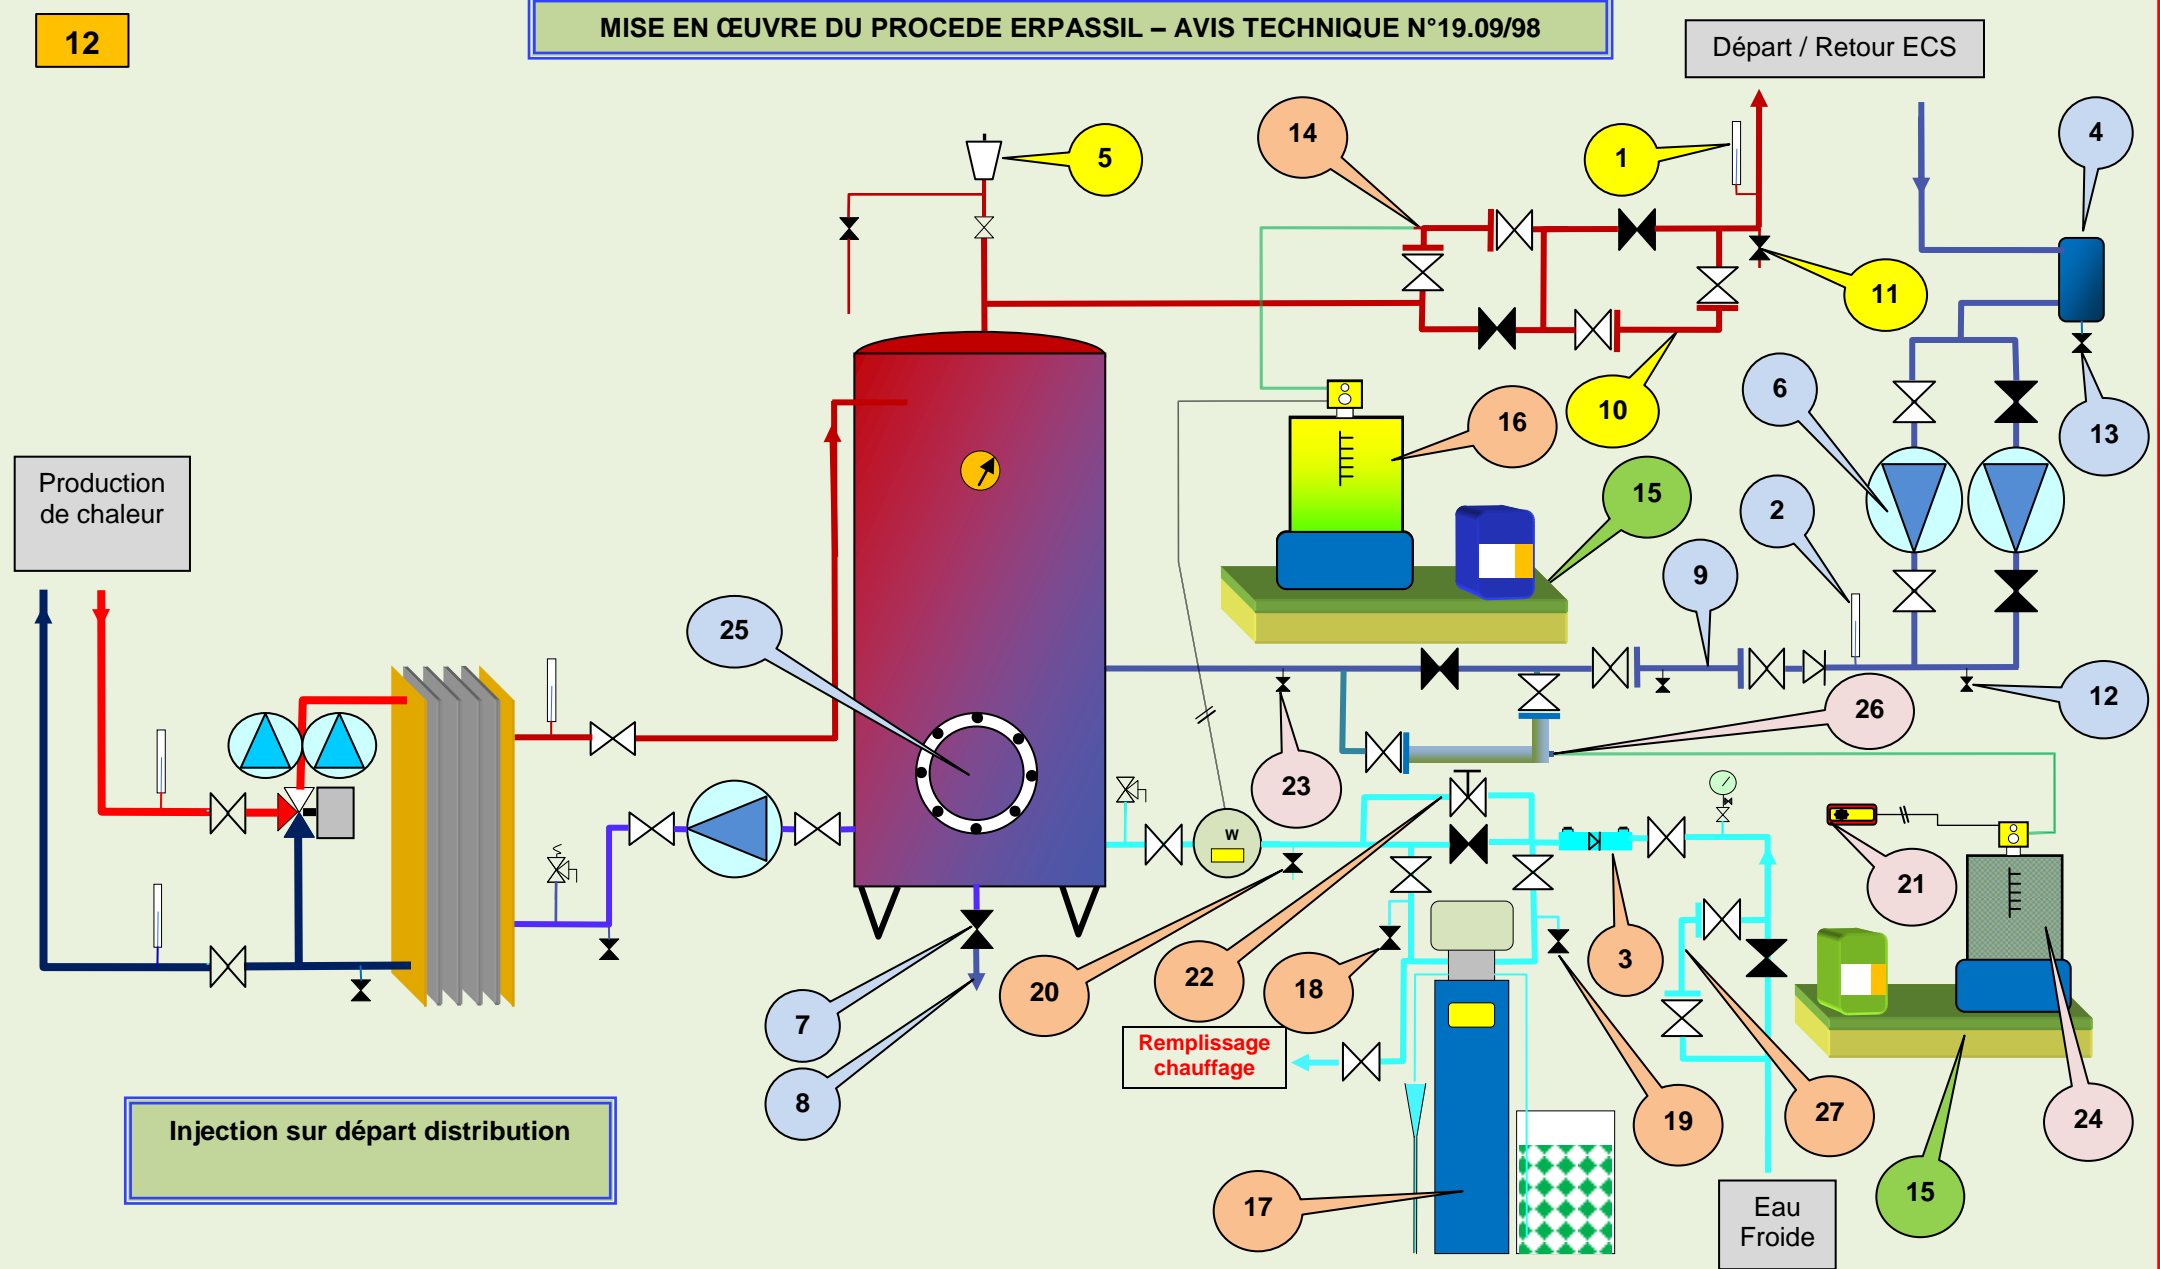 12
MISE EN ŒUVRE DU PROCEDE ERPASSIL – AVIS TECHNIQUE N°19.09/98
Départ / Retour ECS
14
1
4
5
11
6
10
13
16
15
2
9
Production
de chaleur
25
26
12
23
W
21
22
3
20
18
7
Remplissage
chauffage
8
19
27
24
Injection sur départ distribution
17
15
Eau
Froide